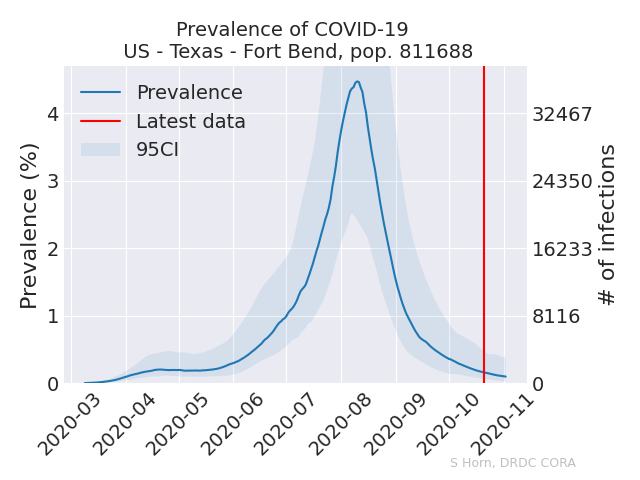 Prevalence of COVID-19
US - Texas - Fort Bend, pop. 811688
Prevalence
Latest data
95CI
Prevalence (%)
4
3
2
1
0
32467
24350
16233
8116
0
# of infections
2020-03
2020-04
2020-05
2020-06
2020-07
2020-08
2020-09
2020-10
2020-11
S Horn, DRDC CORA